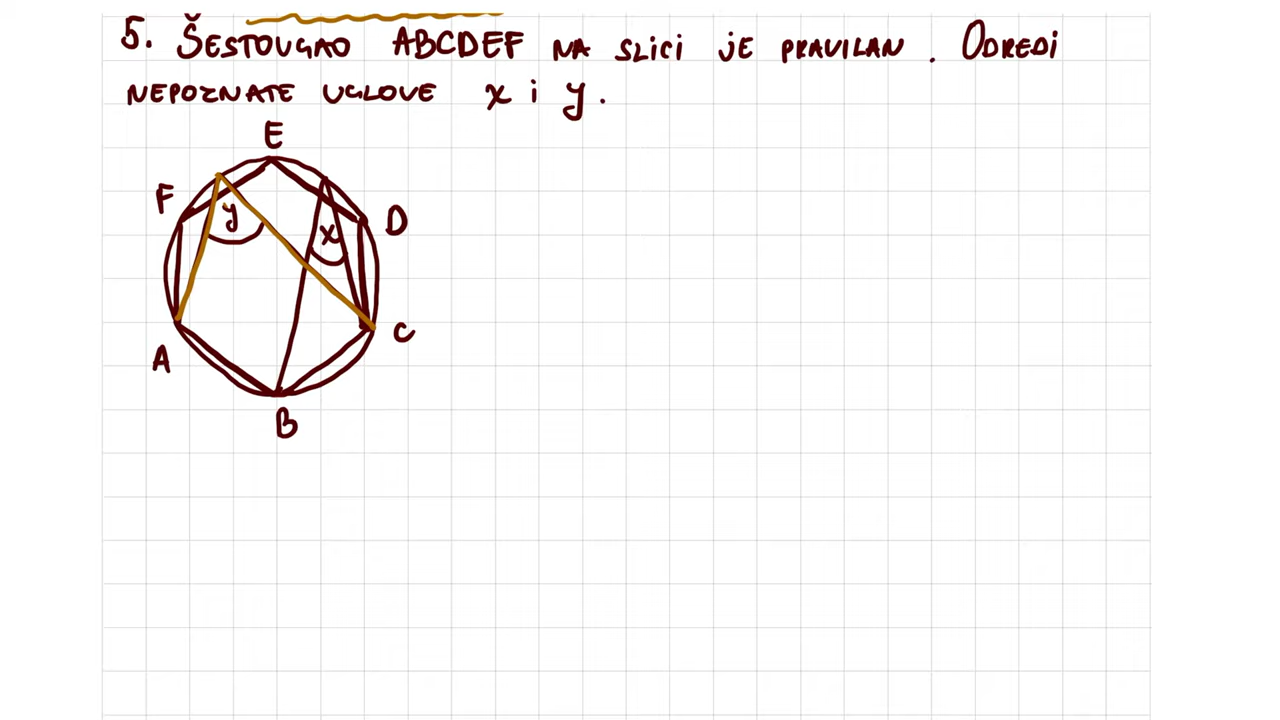 5. ŠESTOUGAO ABCDEF NA SLICI JE PRAVILAN. ODREDI
NEPOZNATE UGLOVE x i y.
E
F
y
x
D
A
C
B